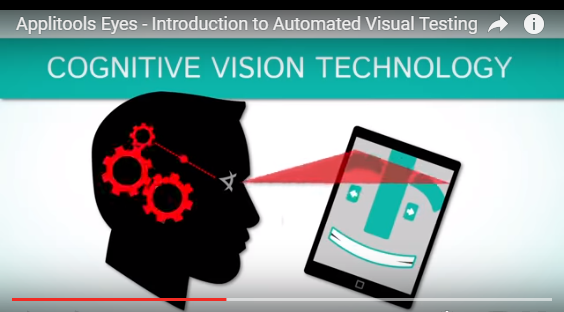 Applitools Eyes - Introduction to Automated Visual Testing
COGNITIVE VISION TECHNOLOGY